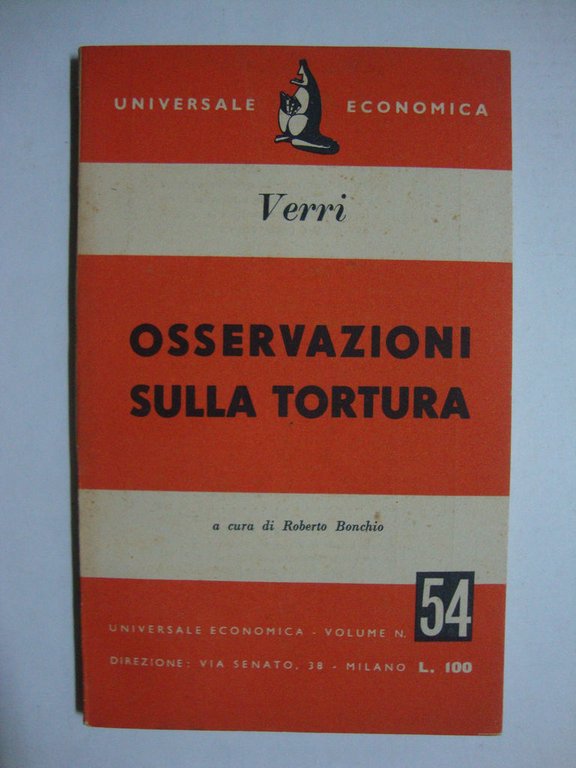 UNIVERSALE ECONOMICA
Verri
OSSERVAZIONI
SULLA TORTURA
a cura di Roberto Bonchio
UNIVERSALE ECONOMICA - VOLUME N. 54
DIREZIONE: VIA SENATO, 38 - MILANO L. 100